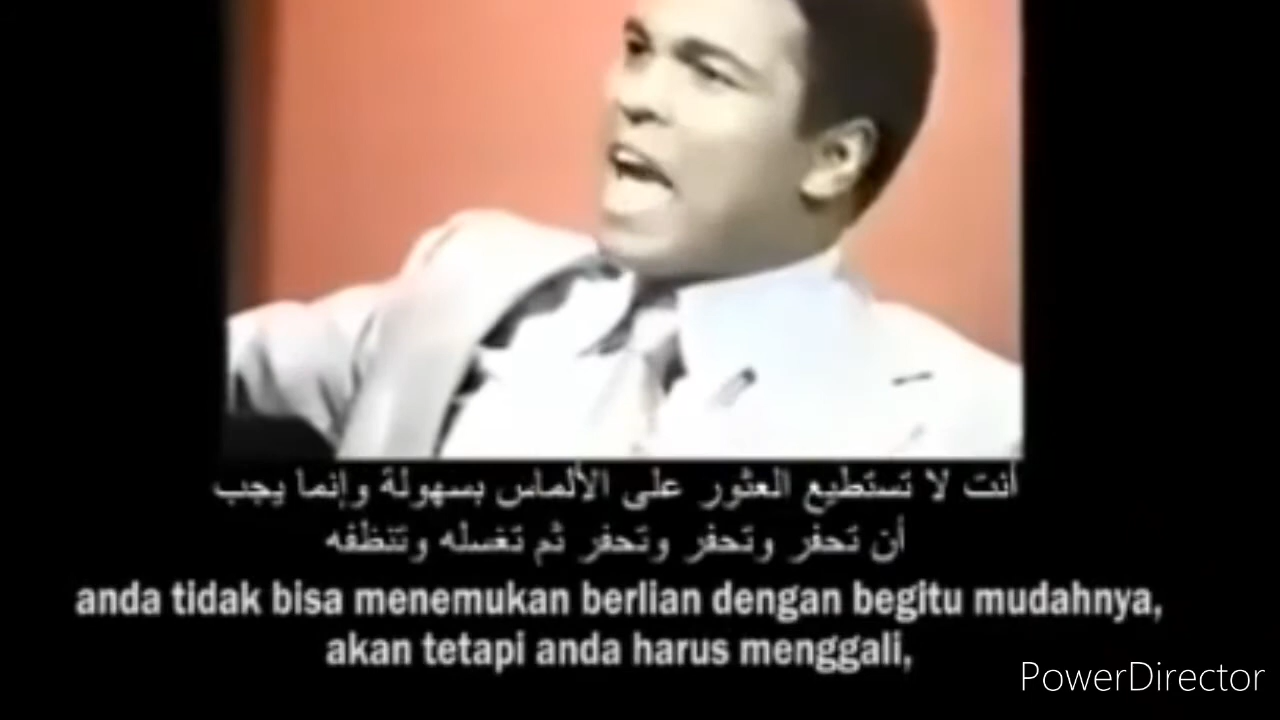 أنت لا تستطيع العثور على الألماس بسهولة وإنما يجب
أن تحفر وتحفر وتحفر ثم تغسله وتنظفه
anda tidak bisa menemukan berlian dengan begitu mudahnya,
akan tetapi anda harus menggali,
PowerDirector